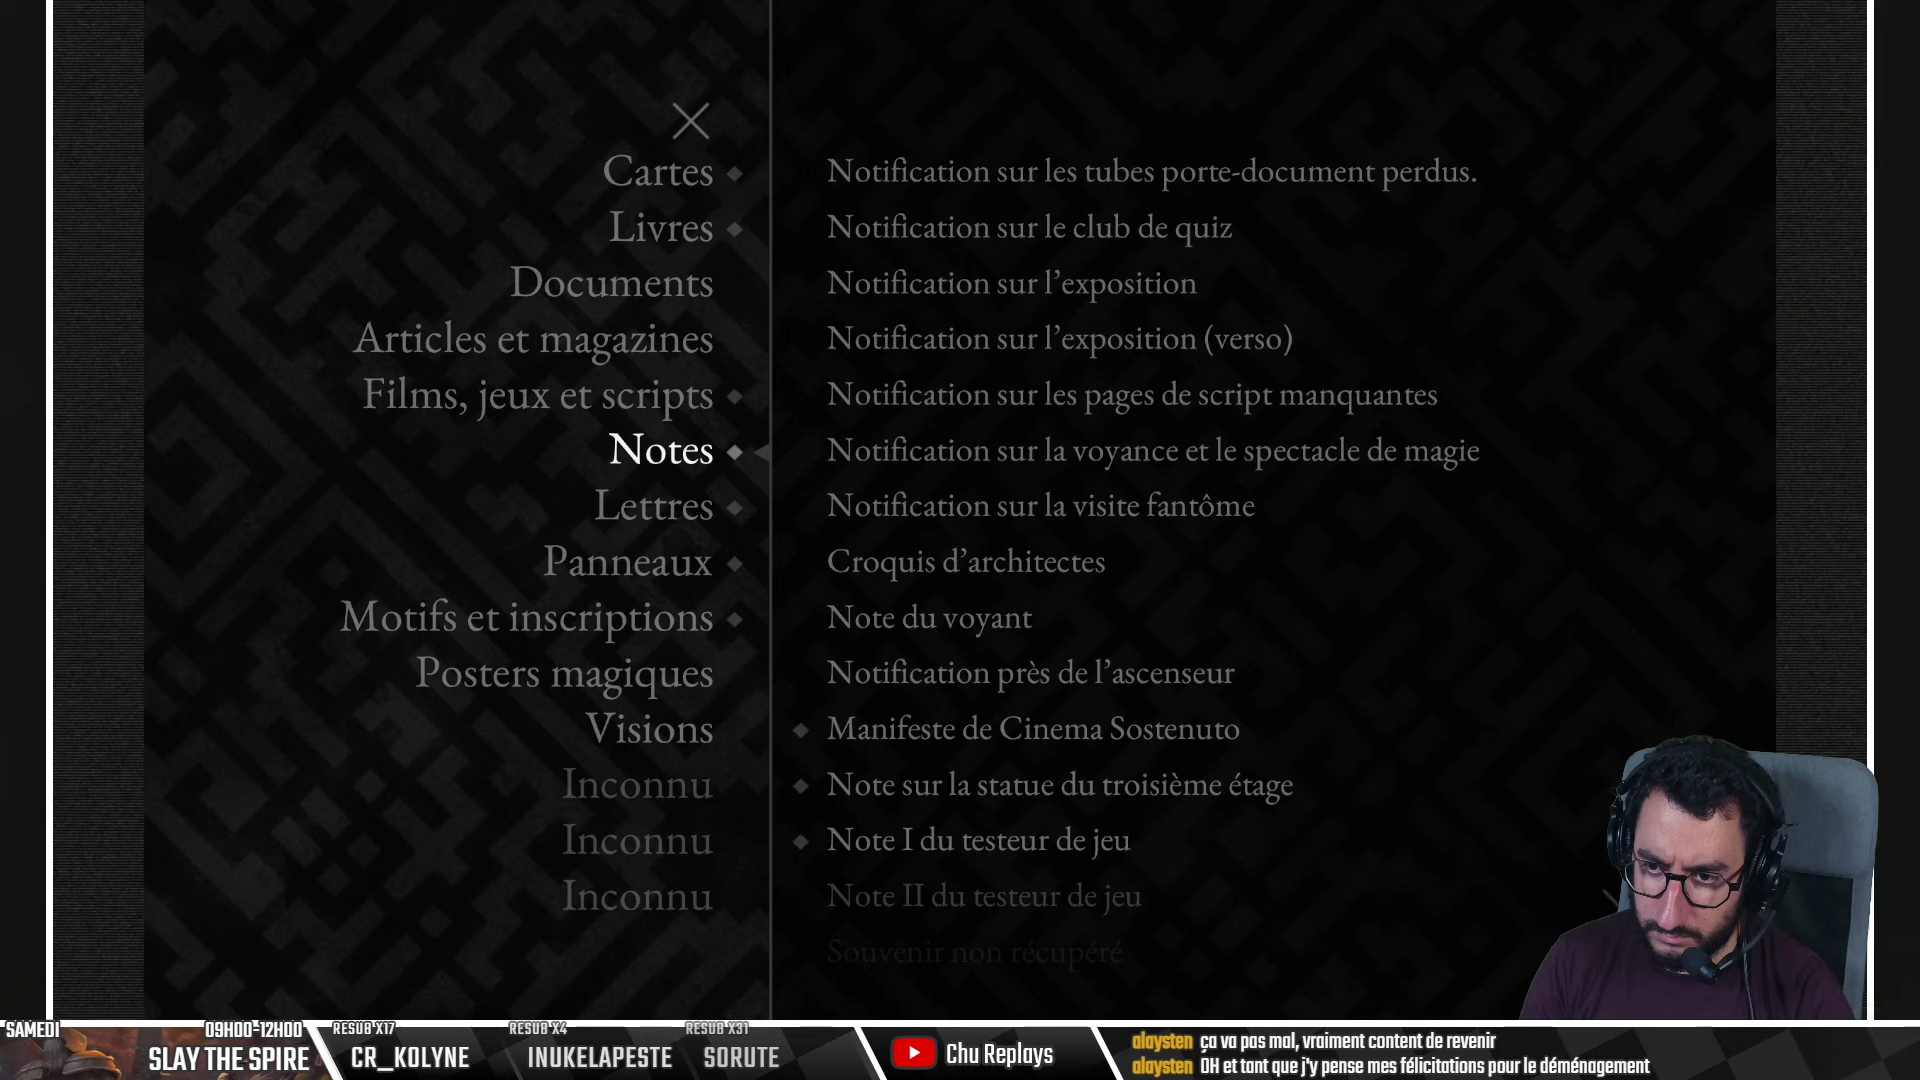 Cartes
Livres
Documents
Articles et magazines
Films, jeux et scripts
Notes
Lettres
Panneaux
Motifs et inscriptions
Posters magiques
Visions
Inconnu
Inconnu
Inconnu
Notification sur les tubes porte-document perdus.
Notification sur le club de quiz
Notification sur l’exposition
Notification sur l’exposition (verso)
Notification sur les pages de script manquantes
Notification sur la voyance et le spectacle de magie
Notification sur la visite fantôme
Croquis d’architectes
Note du voyant
Notification près de l’ascenseur
Manifeste de Cinema Sostenuto
Note sur la statue du troisième étage
Note I du testeur de jeu
Note II du testeur de jeu
Souvenir non récupéré
SAMEDI
09H00-12H00
SLAY THE SPIRE
RESUB X17
CR_KOLYNE
RESUB X4
INUKELAPESTE
RESUB X31
SORUTE
Chu Replays
alaysten ça va pas mal, vraiment content de revenir
alaysten OH et tant que j'y pense mes félicitations pour le déménagement